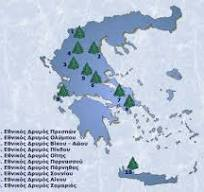 . Εθνικός Δρυμός Πρεσπών
. Εθνικός Δρυμός Ολύμπου
. Εθνικός Δρυμός Βίκου - Αώου
. Εθνικός Δρυμός Πίνδου
. Εθνικός Δρυμός Οίτης
. Εθνικός Δρυμός Παρνασσού
. Εθνικός Δρυμός Πάρνηθας
. Εθνικός Δρυμός Σουνίου
. Εθνικός Δρυμός Αίνου
. Εθνικός Δρυμός Σαμαριάς
10